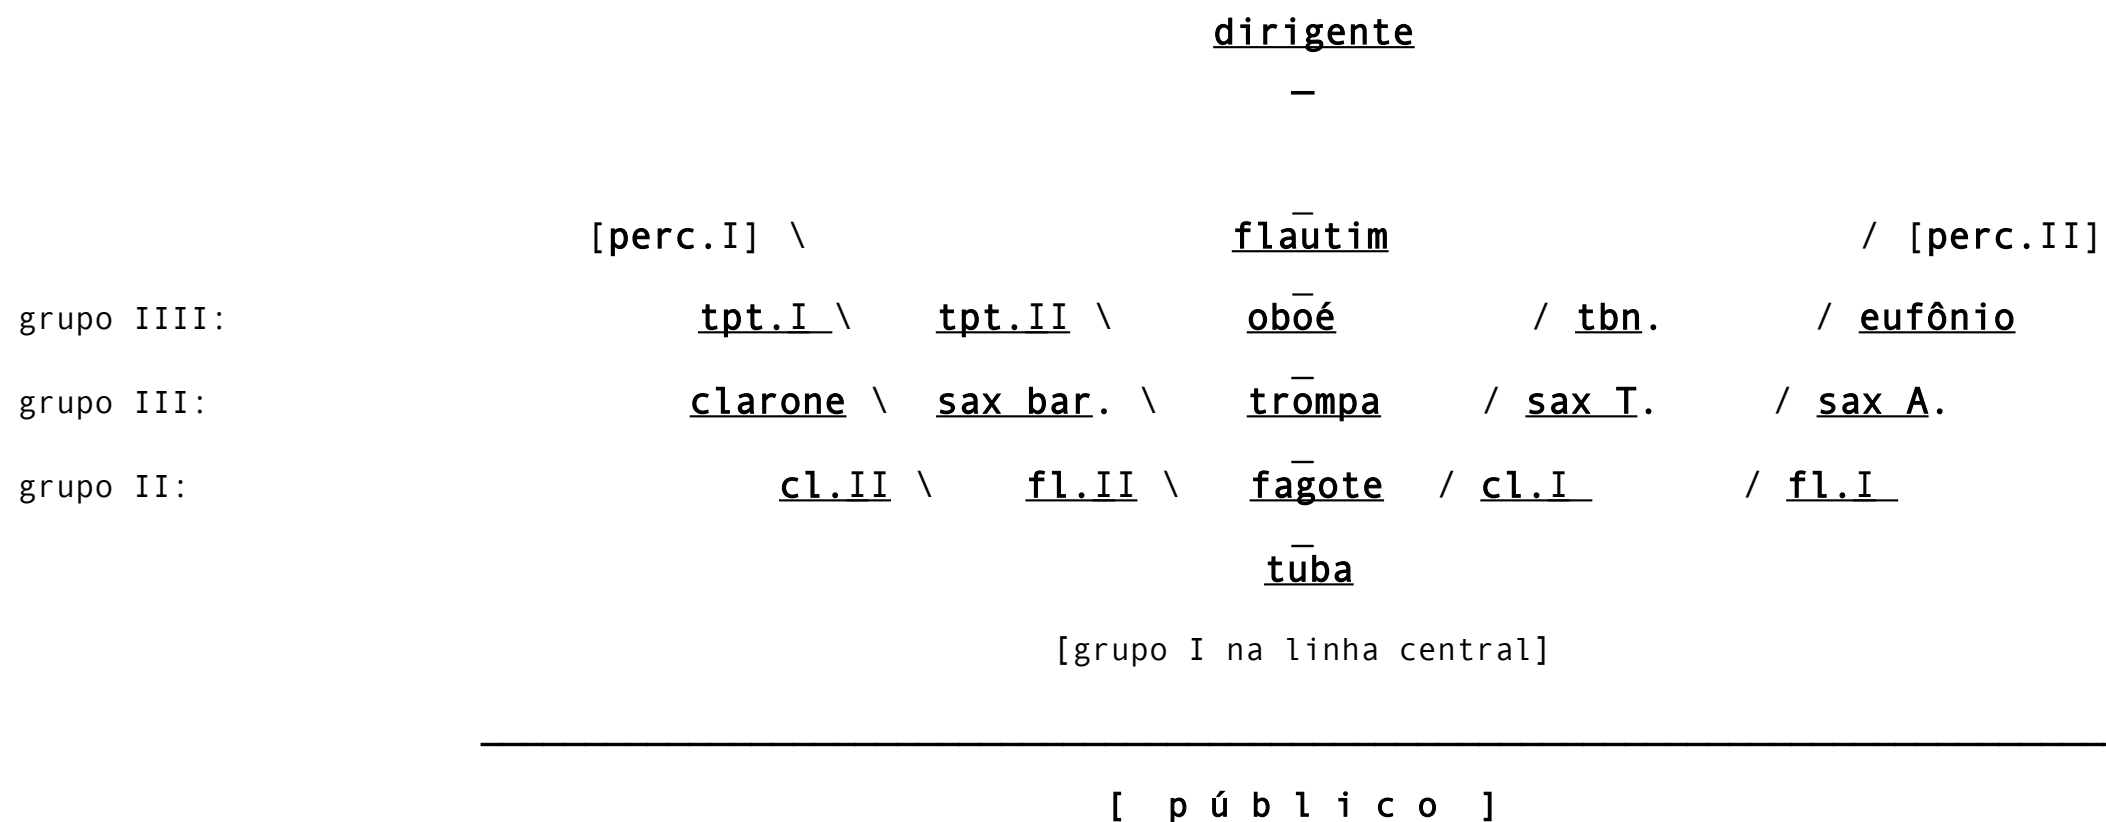 dirigente
_
_
[perc.I] \ flautim / [perc.II]
_
grupo IIII: tpt.I \ tpt.II \ oboé / tbn. / eufônio
_
grupo III: clarone \ sax bar. \ trompa / sax T. / sax A.
_
grupo II: cl.II \ fl.II \ fagote / cl.I / fl.I
_
tuba
[grupo I na linha central]
[ p ú b l i c o ]